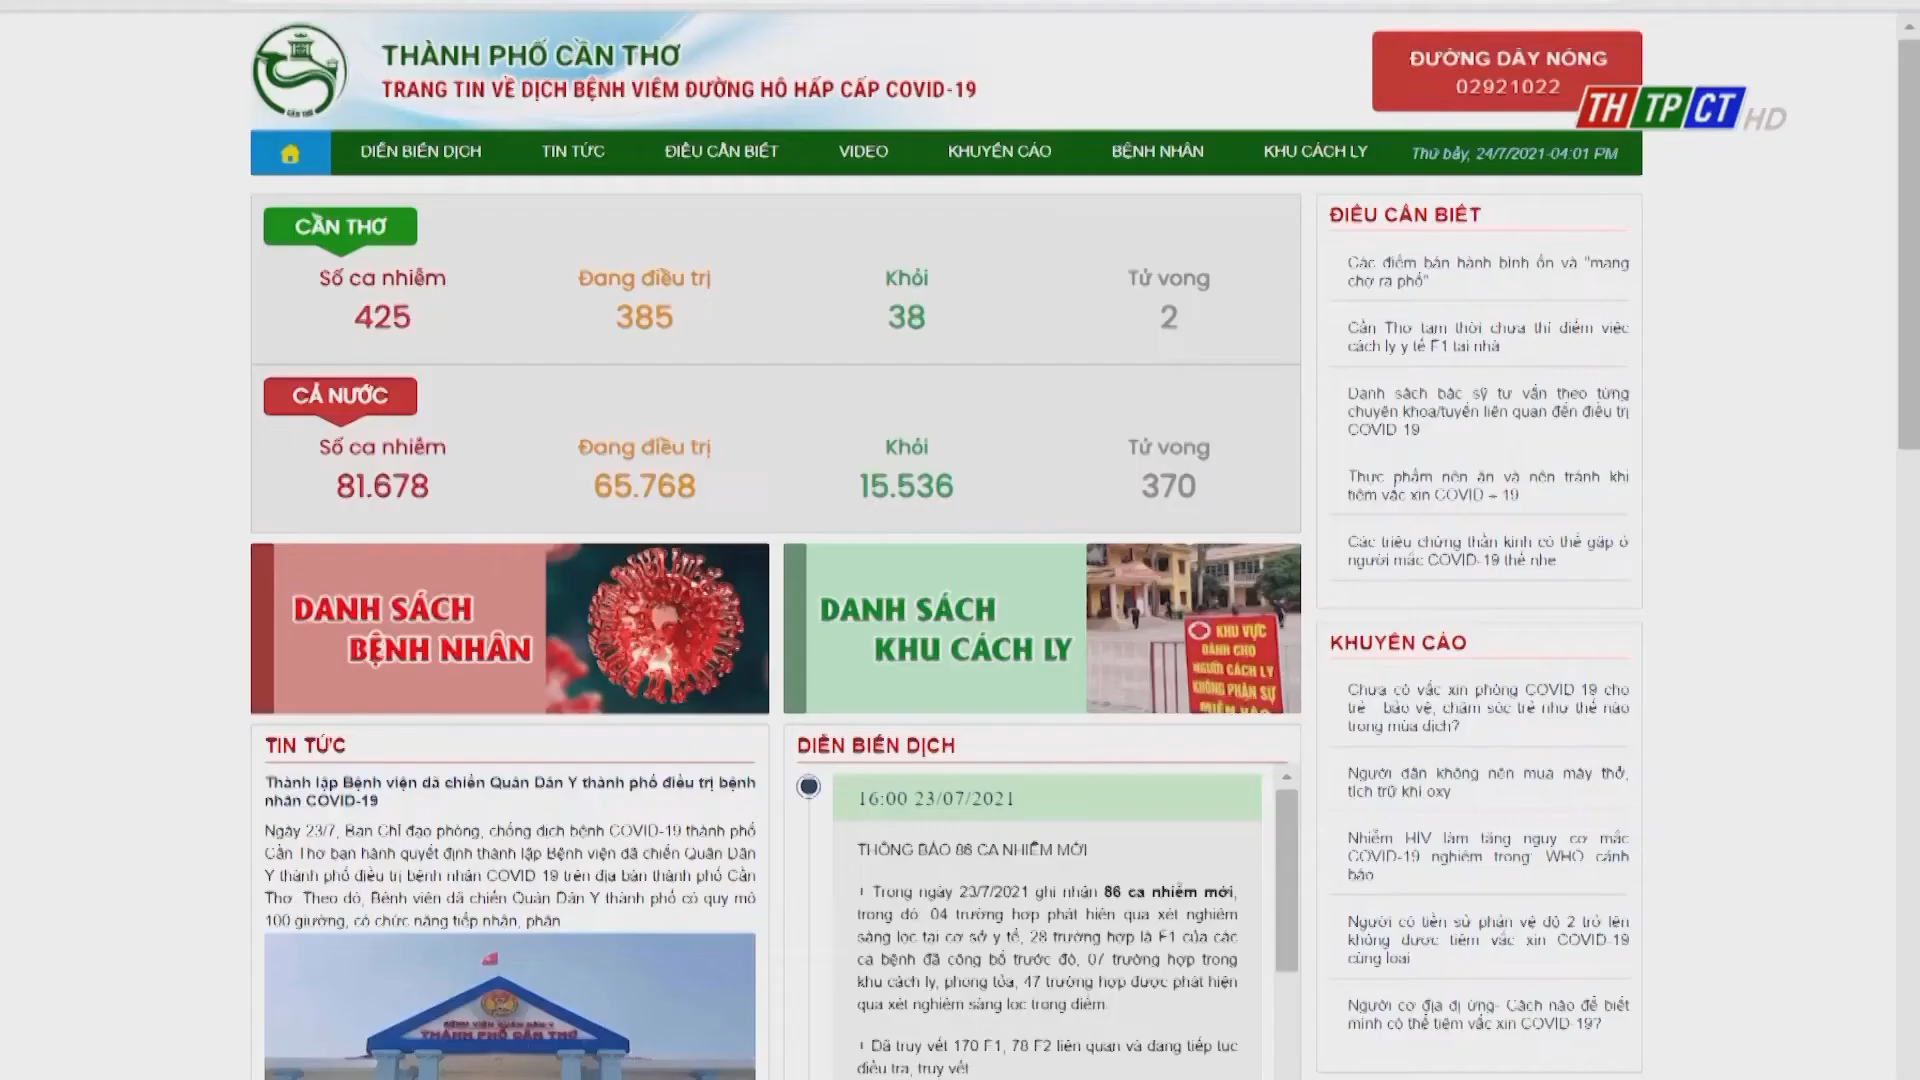 THÀNH PHỐ CẦN THƠ
TRANG TIN VỀ DỊCH BỆNH VIÊM ĐƯỜNG HÔ HẤP CẤP COVID-19
ĐƯỜNG DÂY NÓNG
02921022
TH TP CT HD
DIỄN BIẾN DỊCH
TIN TỨC
ĐIỀU CẦN BIẾT
VIDEO
KHUYẾN CÁO
BỆNH NHÂN
KHU CÁCH LY
Thứ bảy, 24/7/2021-04:01 PM
CẦN THƠ
Số ca nhiễm
Đang điều trị
Khỏi
Tử vong
425
385
38
2
CẢ NƯỚC
Số ca nhiễm
Đang điều trị
Khỏi
Tử vong
81.678
65.768
15.536
370
DANH SÁCH
BỆNH NHÂN
DANH SÁCH
KHU CÁCH LY
KHU VỰC
DÀNH CHO
NGƯỜI CÁCH LY
KHÔNG PHẬN SỰ
MIỄN VÀO
TIN TỨC
Thành lập Bệnh viện dã chiến Quân Dân Y thành phố điều trị bệnh
nhân COVID-19
Ngày 23/7, Ban Chỉ đạo phòng, chống dịch bệnh COVID-19 thành phố
Cần Thơ ban hành quyết định thành lập Bệnh viện dã chiến Quân Dân
Y thành phố điều trị bệnh nhân COVID 19 trên địa bàn thành phố Cần
Thơ. Theo đó, Bệnh viện dã chiến Quân Dân Y thành phố có quy mô
100 giường, có chức năng tiếp nhận, phân
BỆNH VIỆN QUÂN DÂN Y
THÀNH PHỐ CẦN THƠ
DIỄN BIẾN DỊCH
16:00 23/07/2021
THÔNG BÁO 86 CA NHIỄM MỚI
+ Trong ngày 23/7/2021 ghi nhận 86 ca nhiễm mới,
trong đó 04 trường hợp phát hiện qua xét nghiệm
sàng lọc tại cơ sở y tế, 28 trường hợp là F1 của các
ca bệnh đã công bố trước đó, 07 trường hợp trong
khu cách ly, phong tỏa, 47 trường hợp được phát hiện
qua xét nghiệm sàng lọc trọng điểm.
+ Đã truy vết 170 F1, 78 F2 liên quan và đang tiếp tục
điều tra, truy vết
ĐIỀU CẦN BIẾT
Các điểm bán hành bình ổn và "mang
chợ ra phố"
Cần Thơ tạm thời chưa thí điểm việc
cách ly y tế F1 tại nhà
Danh sách bác sỹ tư vấn theo từng
chuyên khoa/tuyến liên quan đến điều trị
COVID 19
Thực phẩm nên ăn và nên tránh khi
tiêm vắc xin COVID – 19
Các triệu chứng thần kinh có thể gặp ở
người mắc COVID-19 thể nhẹ
KHUYẾN CÁO
Chưa có vắc xin phòng COVID 19 cho
trẻ bảo vệ, chăm sóc trẻ như thế nào
trong mùa dịch?
Người dân không nên mua máy thở,
tích trữ khí oxy
Nhiễm HIV làm tăng nguy cơ mắc
COVID-19 nghiêm trọng: WHO cảnh
báo
Người có tiền sử phản vệ độ 2 trở lên
không được tiêm vắc xin COVID-19
cùng loại
Người cơ địa dị ứng- Cách nào để biết
mình có thể tiêm vắc xin COVID-19?